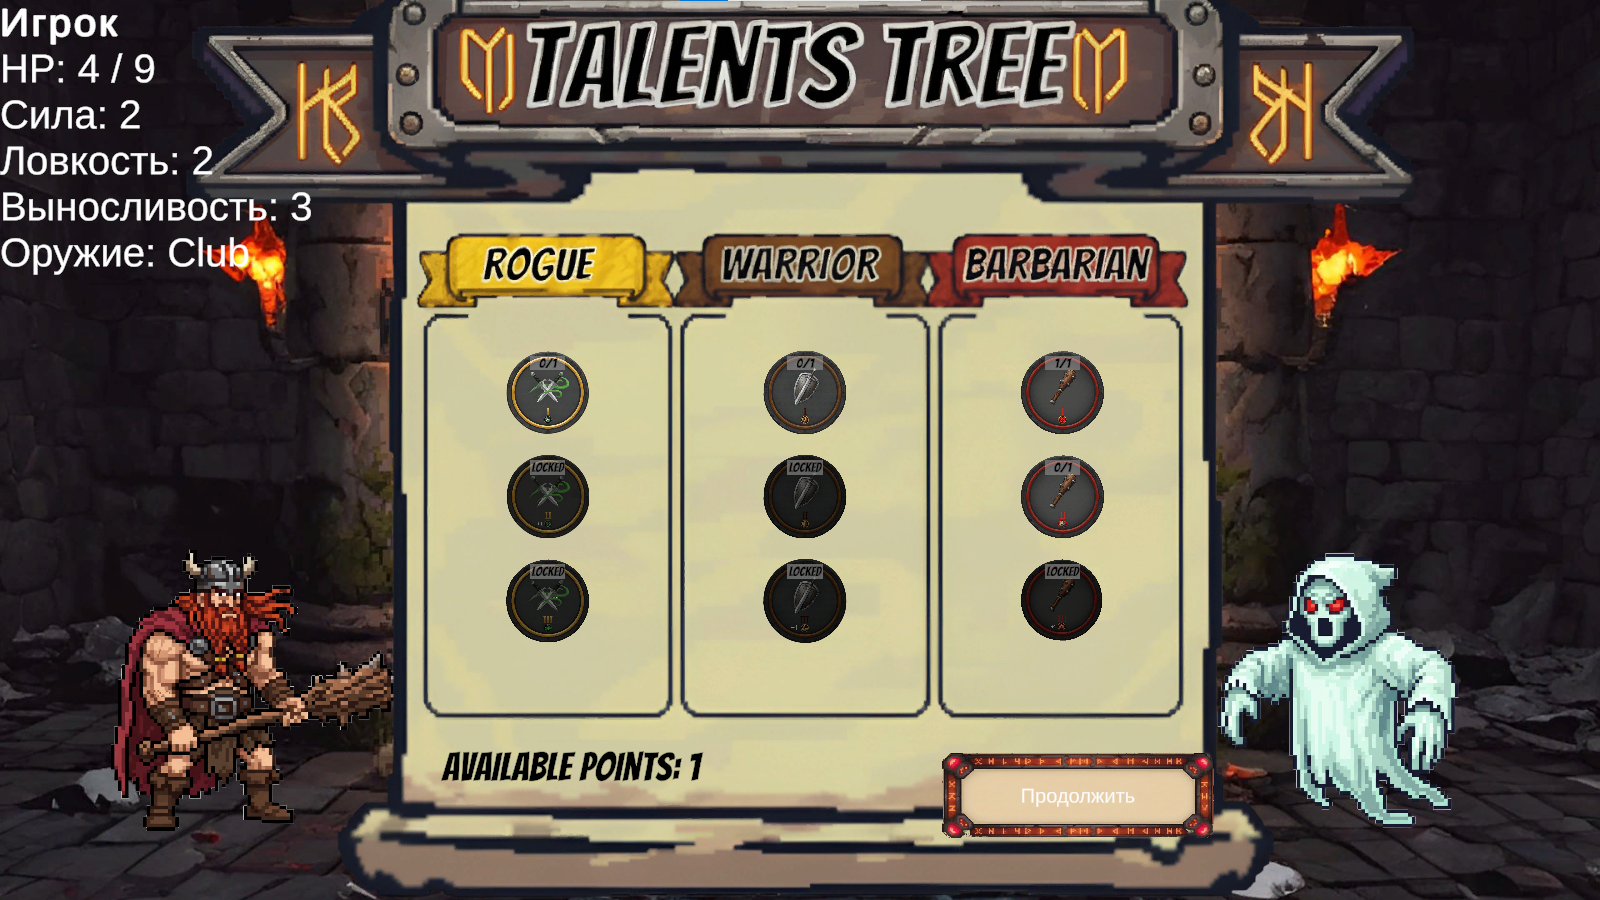 Игрок
HP: 4 / 9
Сила: 2
Ловкость: 2
Выносливость: 3
Оружие: Club
TALENTS TREE
ROGUE
WARRIOR
BARBARIAN
0/1
0/1
1/1
LOCKED
LOCKED
0/1
LOCKED
LOCKED
LOCKED
AVAILABLE POINTS: 1
Продолжить